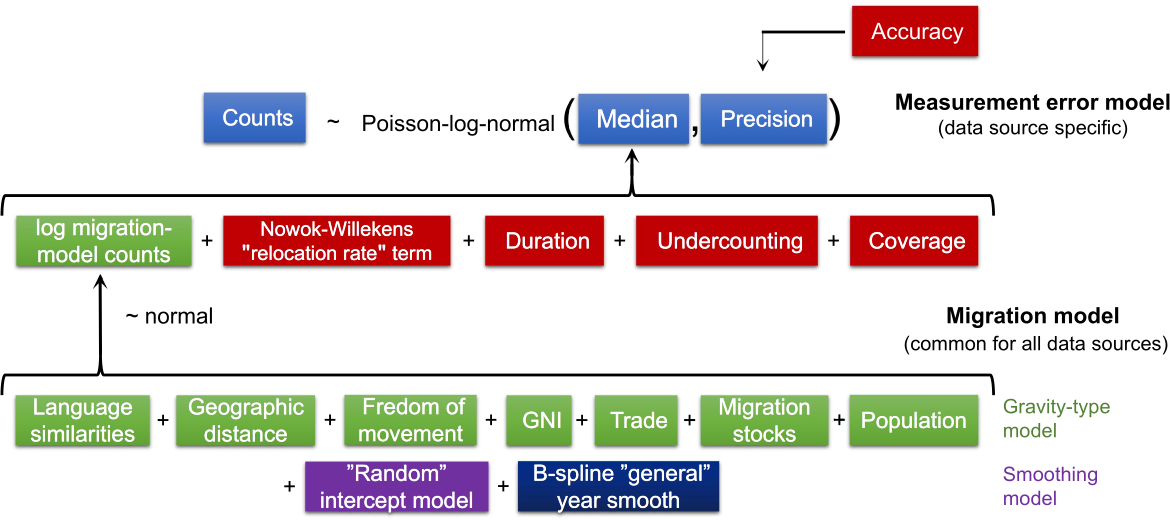 Accuracy
Counts ~ Poisson-log-normal ( Median , Precision )
Measurement error model
(data source specific)
log migration-
model counts
+
Nowok-Willekens
"relocation rate" term
+
Duration
+
Undercounting
+
Coverage
~ normal
Migration model
(common for all data sources)
Language
similarities
+
Geographic
distance
+
Fredom of
movement
+
GNI
+
Trade
+
Migration
stocks
+
Population
Gravity-type
model
+
”Random”
intercept model
+
B-spline ”general”
year smooth
Smoothing
model